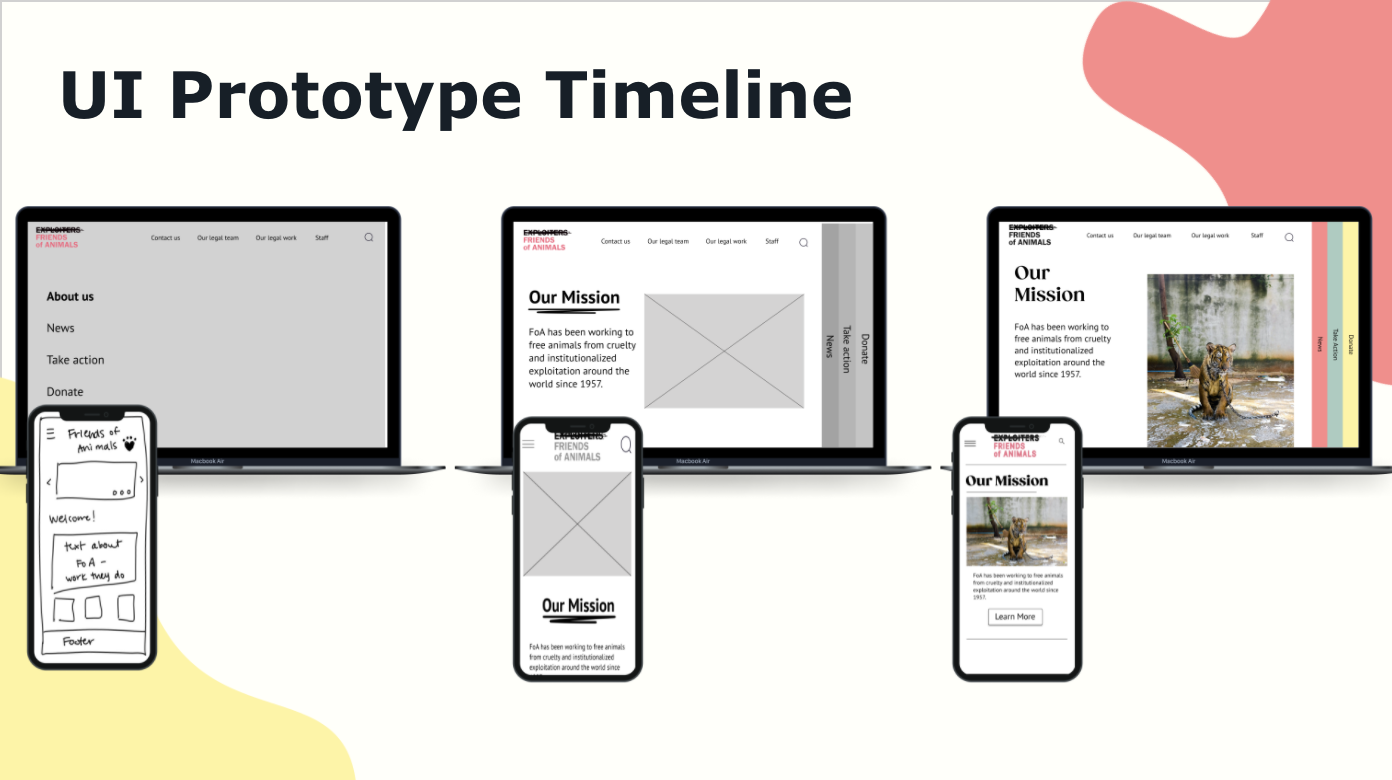 UI Prototype Timeline
EXPLOITERS
FRIENDS
of ANIMALS
Contact us
Our legal team
Our legal work
Staff
About us
News
Take action
Donate
Macbook Air
Friends of
Animals
Welcome!
text about
FoA -
work they do
Footer
EXPLOITERS
FRIENDS
of ANIMALS
Contact us
Our legal team
Our legal work
Staff
Our Mission
FoA has been working to
free animals from cruelty
and institutionalized
exploitation around the
world since 1957.
News
Take action
Donate
Macbook Air
EXPLOITERS
FRIENDS
of ANIMALS
Our Mission
FoA has been working to free animals
from cruelty and institutionalized
exploitation around the world since
EXPLOITERS
FRIENDS
of ANIMALS
Contact us
Our legal team
Our legal work
Staff
Our
Mission
FoA has been working to
free animals from cruelty
and institutionalized
exploitation around the
world since 1957.
News
Take Action
Donate
Macbook Air
EXPLOITERS
FRIENDS
of ANIMALS
Our Mission
FoA has been working to free animals
from cruelty and institutionalized
exploitation around the world since
1957.
Learn More